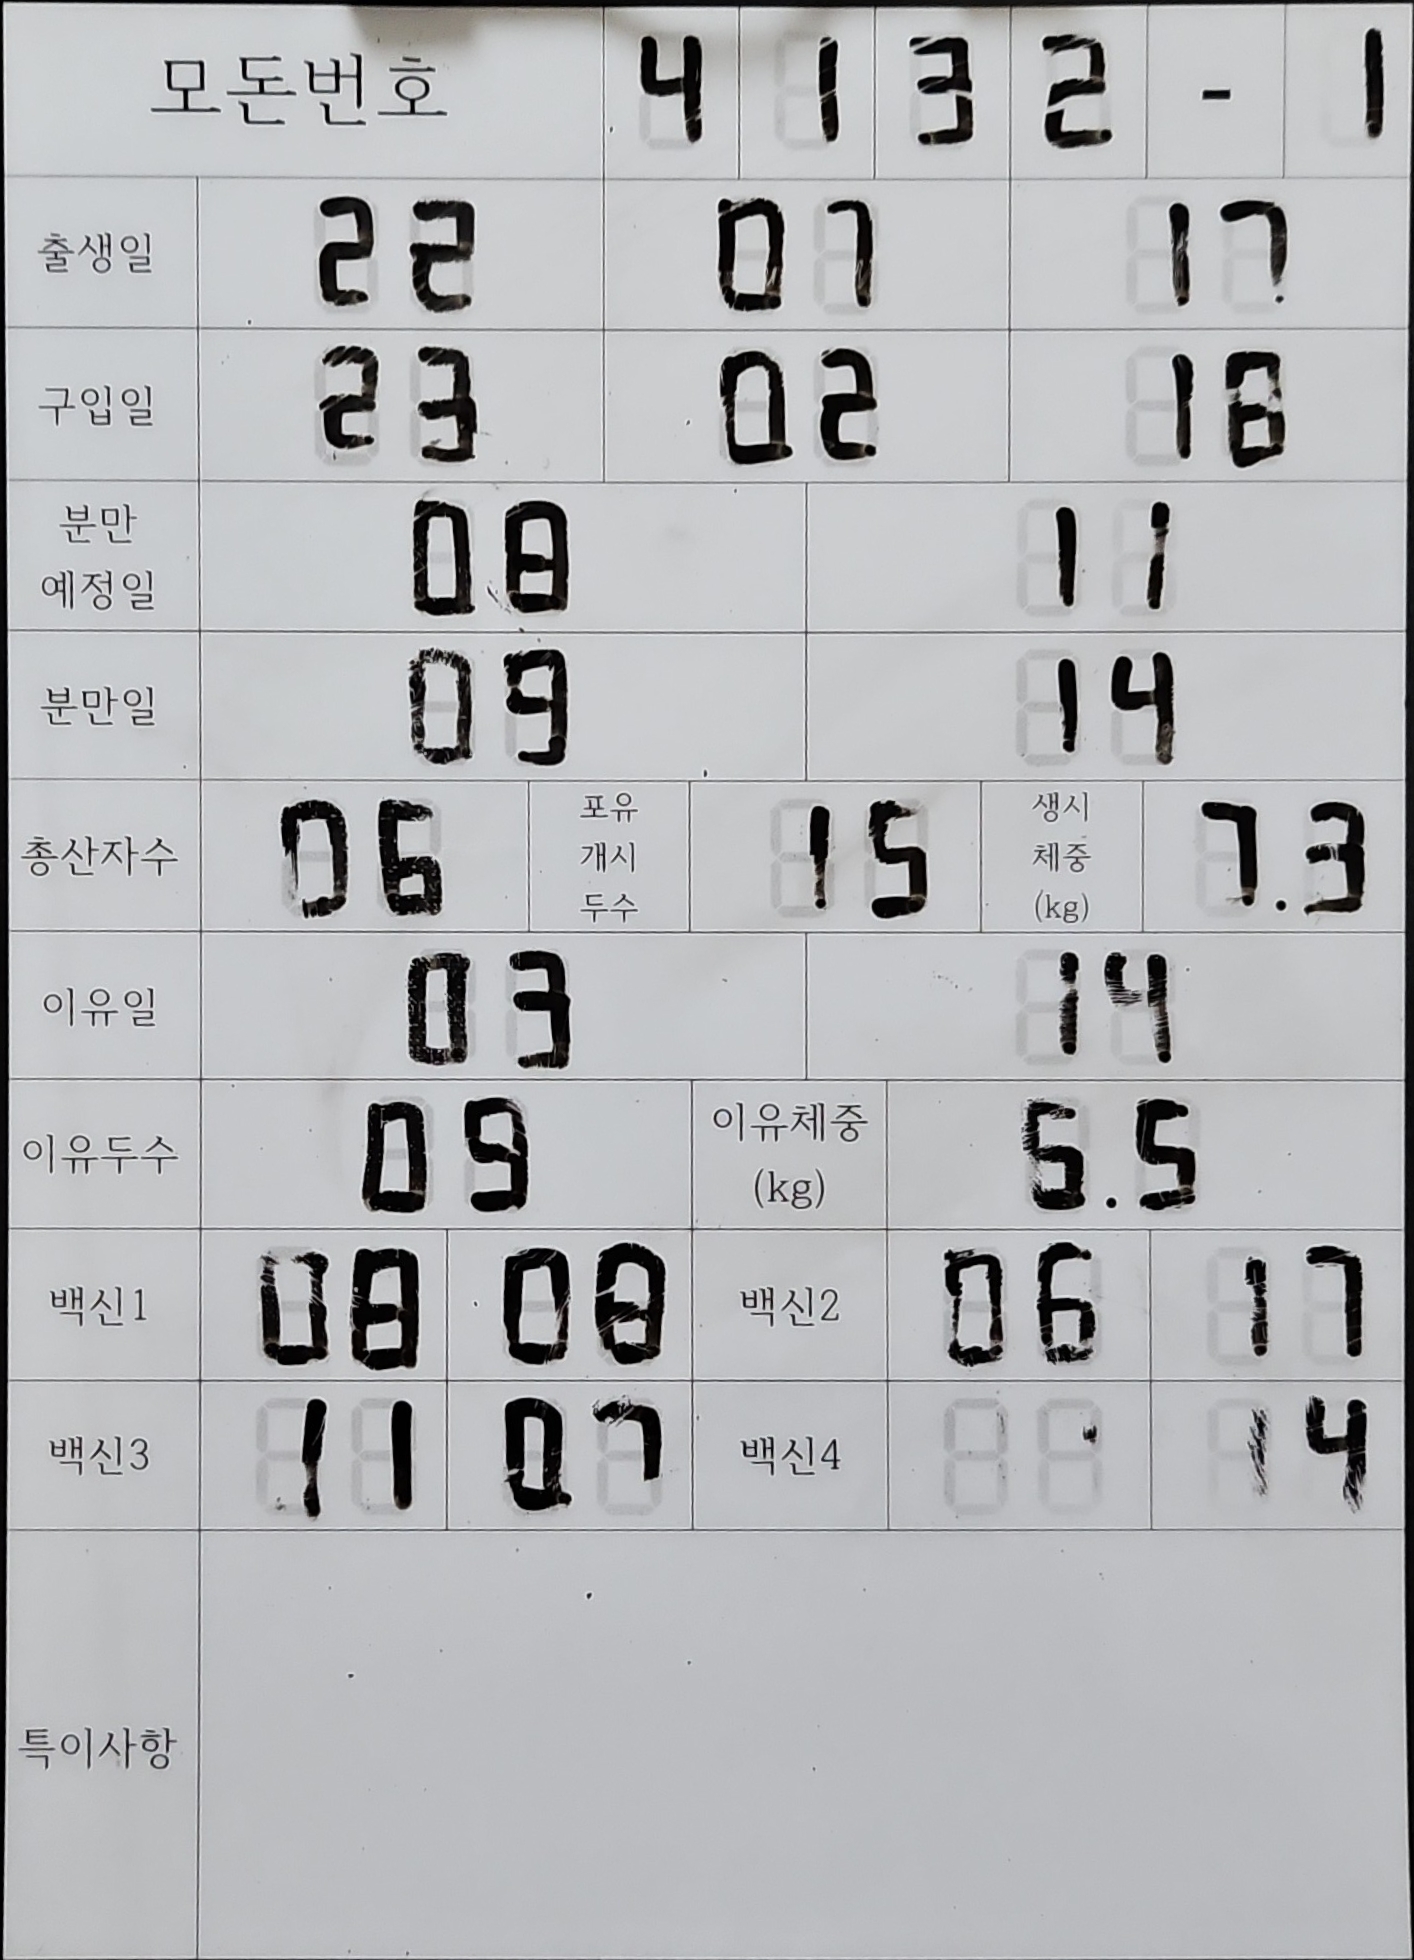 모돈번호 4 1 3 2 - 1
출생일 22 07 17
구입일 23 02 18
분만 예정일 08 11
분만일 09 14
총산자수 06 포유 개시 두수 15 생시 체중 (kg) 7.3
이유일 03 14
이유두수 09 이유체중 (kg) 6.5
백신1 08 08 백신2 06 17
백신3 11 07 백신4 14
특이사항